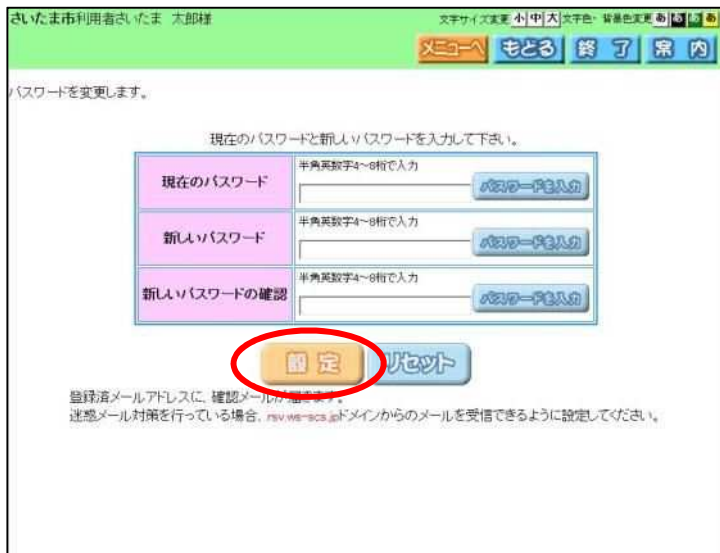 さいたま市利用者さいたま 太郎様
文字サイズ変更 小 中 大 文字色・背景色変更 あ あ あ あ
メニューへ もどる 終了 案内
パスワードを変更します。
現在のパスワードと新しいパスワードを入力して下さい。
現在のパスワード
半角英数字4～8桁で入力
パスワードを入力
新しいパスワード
半角英数字4～8桁で入力
パスワードを入力
新しいパスワードの確認
半角英数字4～8桁で入力
パスワードを入力
設定 リセット
登録済メールアドレスに、確認メールが届きます。
迷惑メール対策を行っている場合、rsv.ws-scs.jpドメインからのメールを受信できるように設定してください。